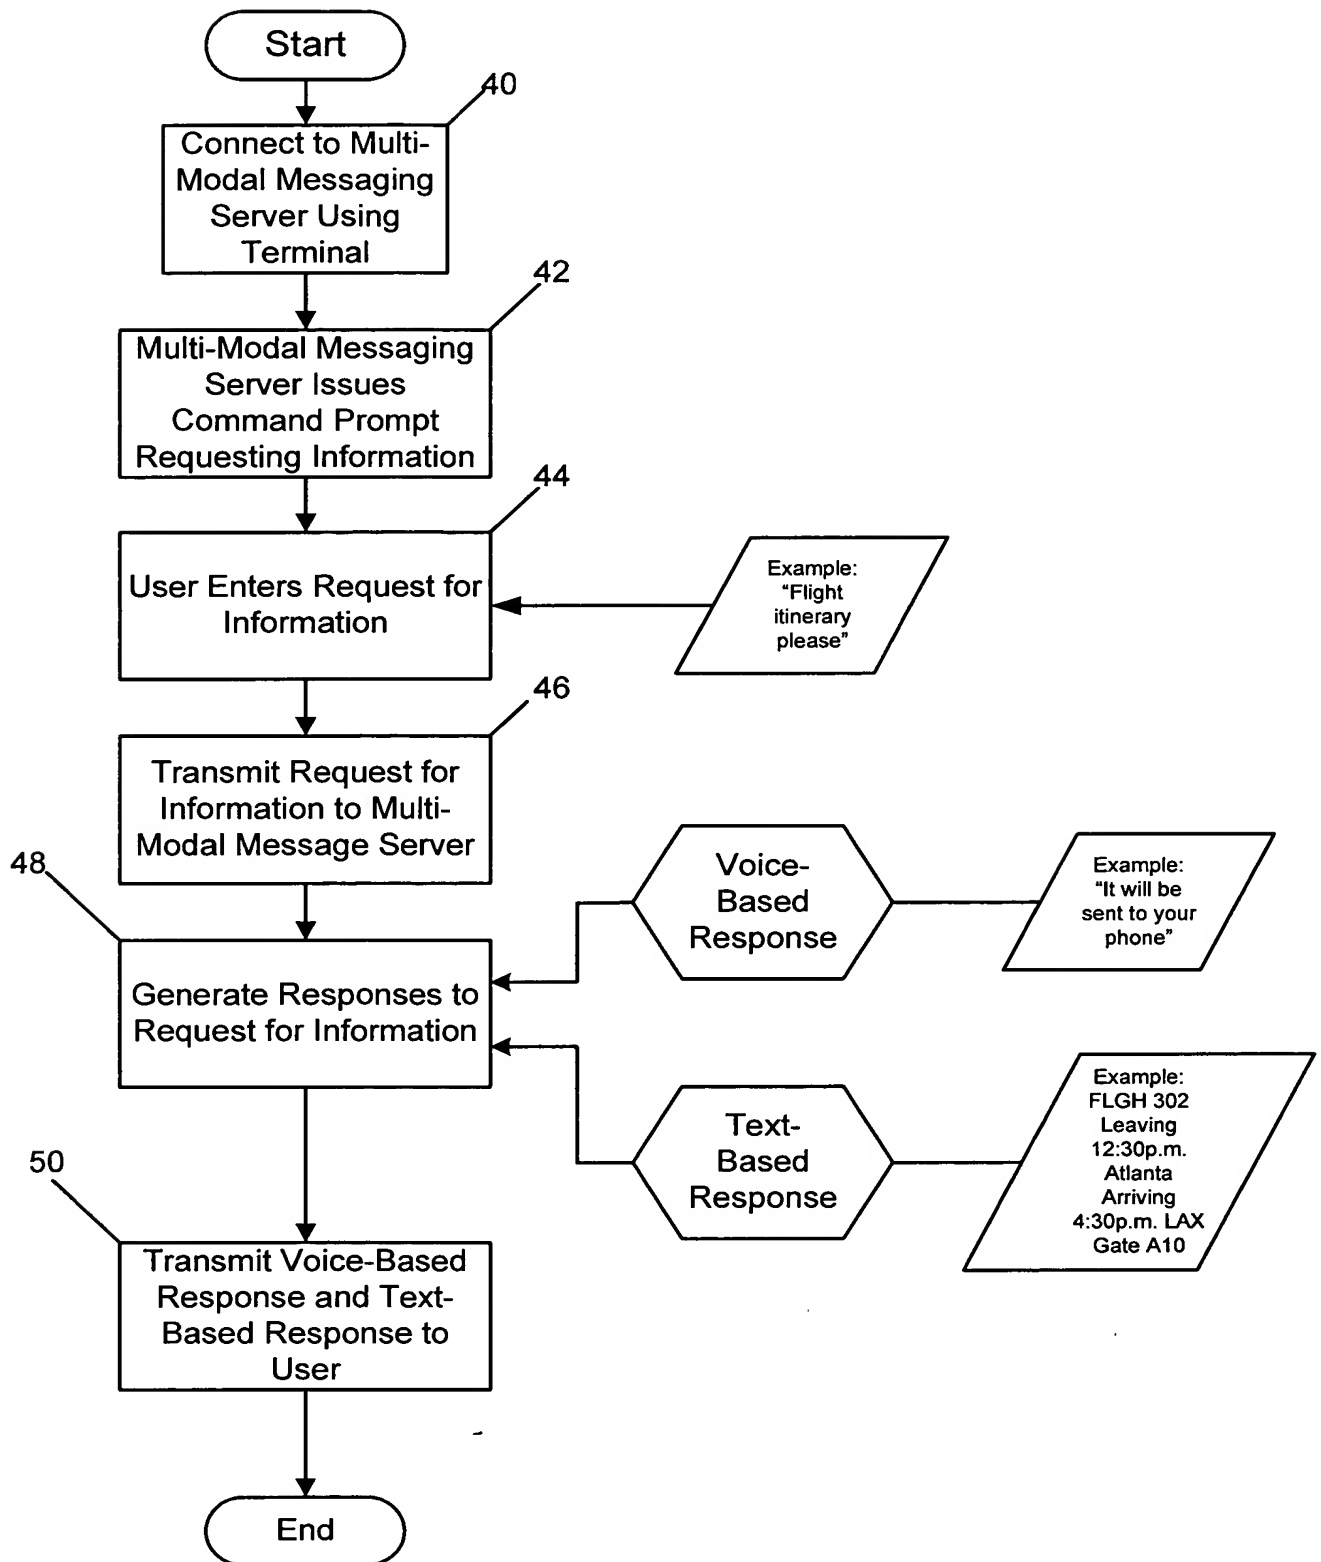 Start
40
Connect to Multi-
Modal Messaging
Server Using
Terminal
42
Multi-Modal Messaging
Server Issues
Command Prompt
Requesting Information
44
User Enters Request for
Information
Example:
“Flight
itinerary
please”
46
Transmit Request for
Information to Multi-
Modal Message Server
48
Generate Responses to
Request for Information
Voice-
Based
Response
Example:
“It will be
sent to your
phone”
Text-
Based
Response
Example:
FLGH 302
Leaving
12:30p.m.
Atlanta
Arriving
4:30p.m. LAX
Gate A10
50
Transmit Voice-Based
Response and Text-
Based Response to
User
End